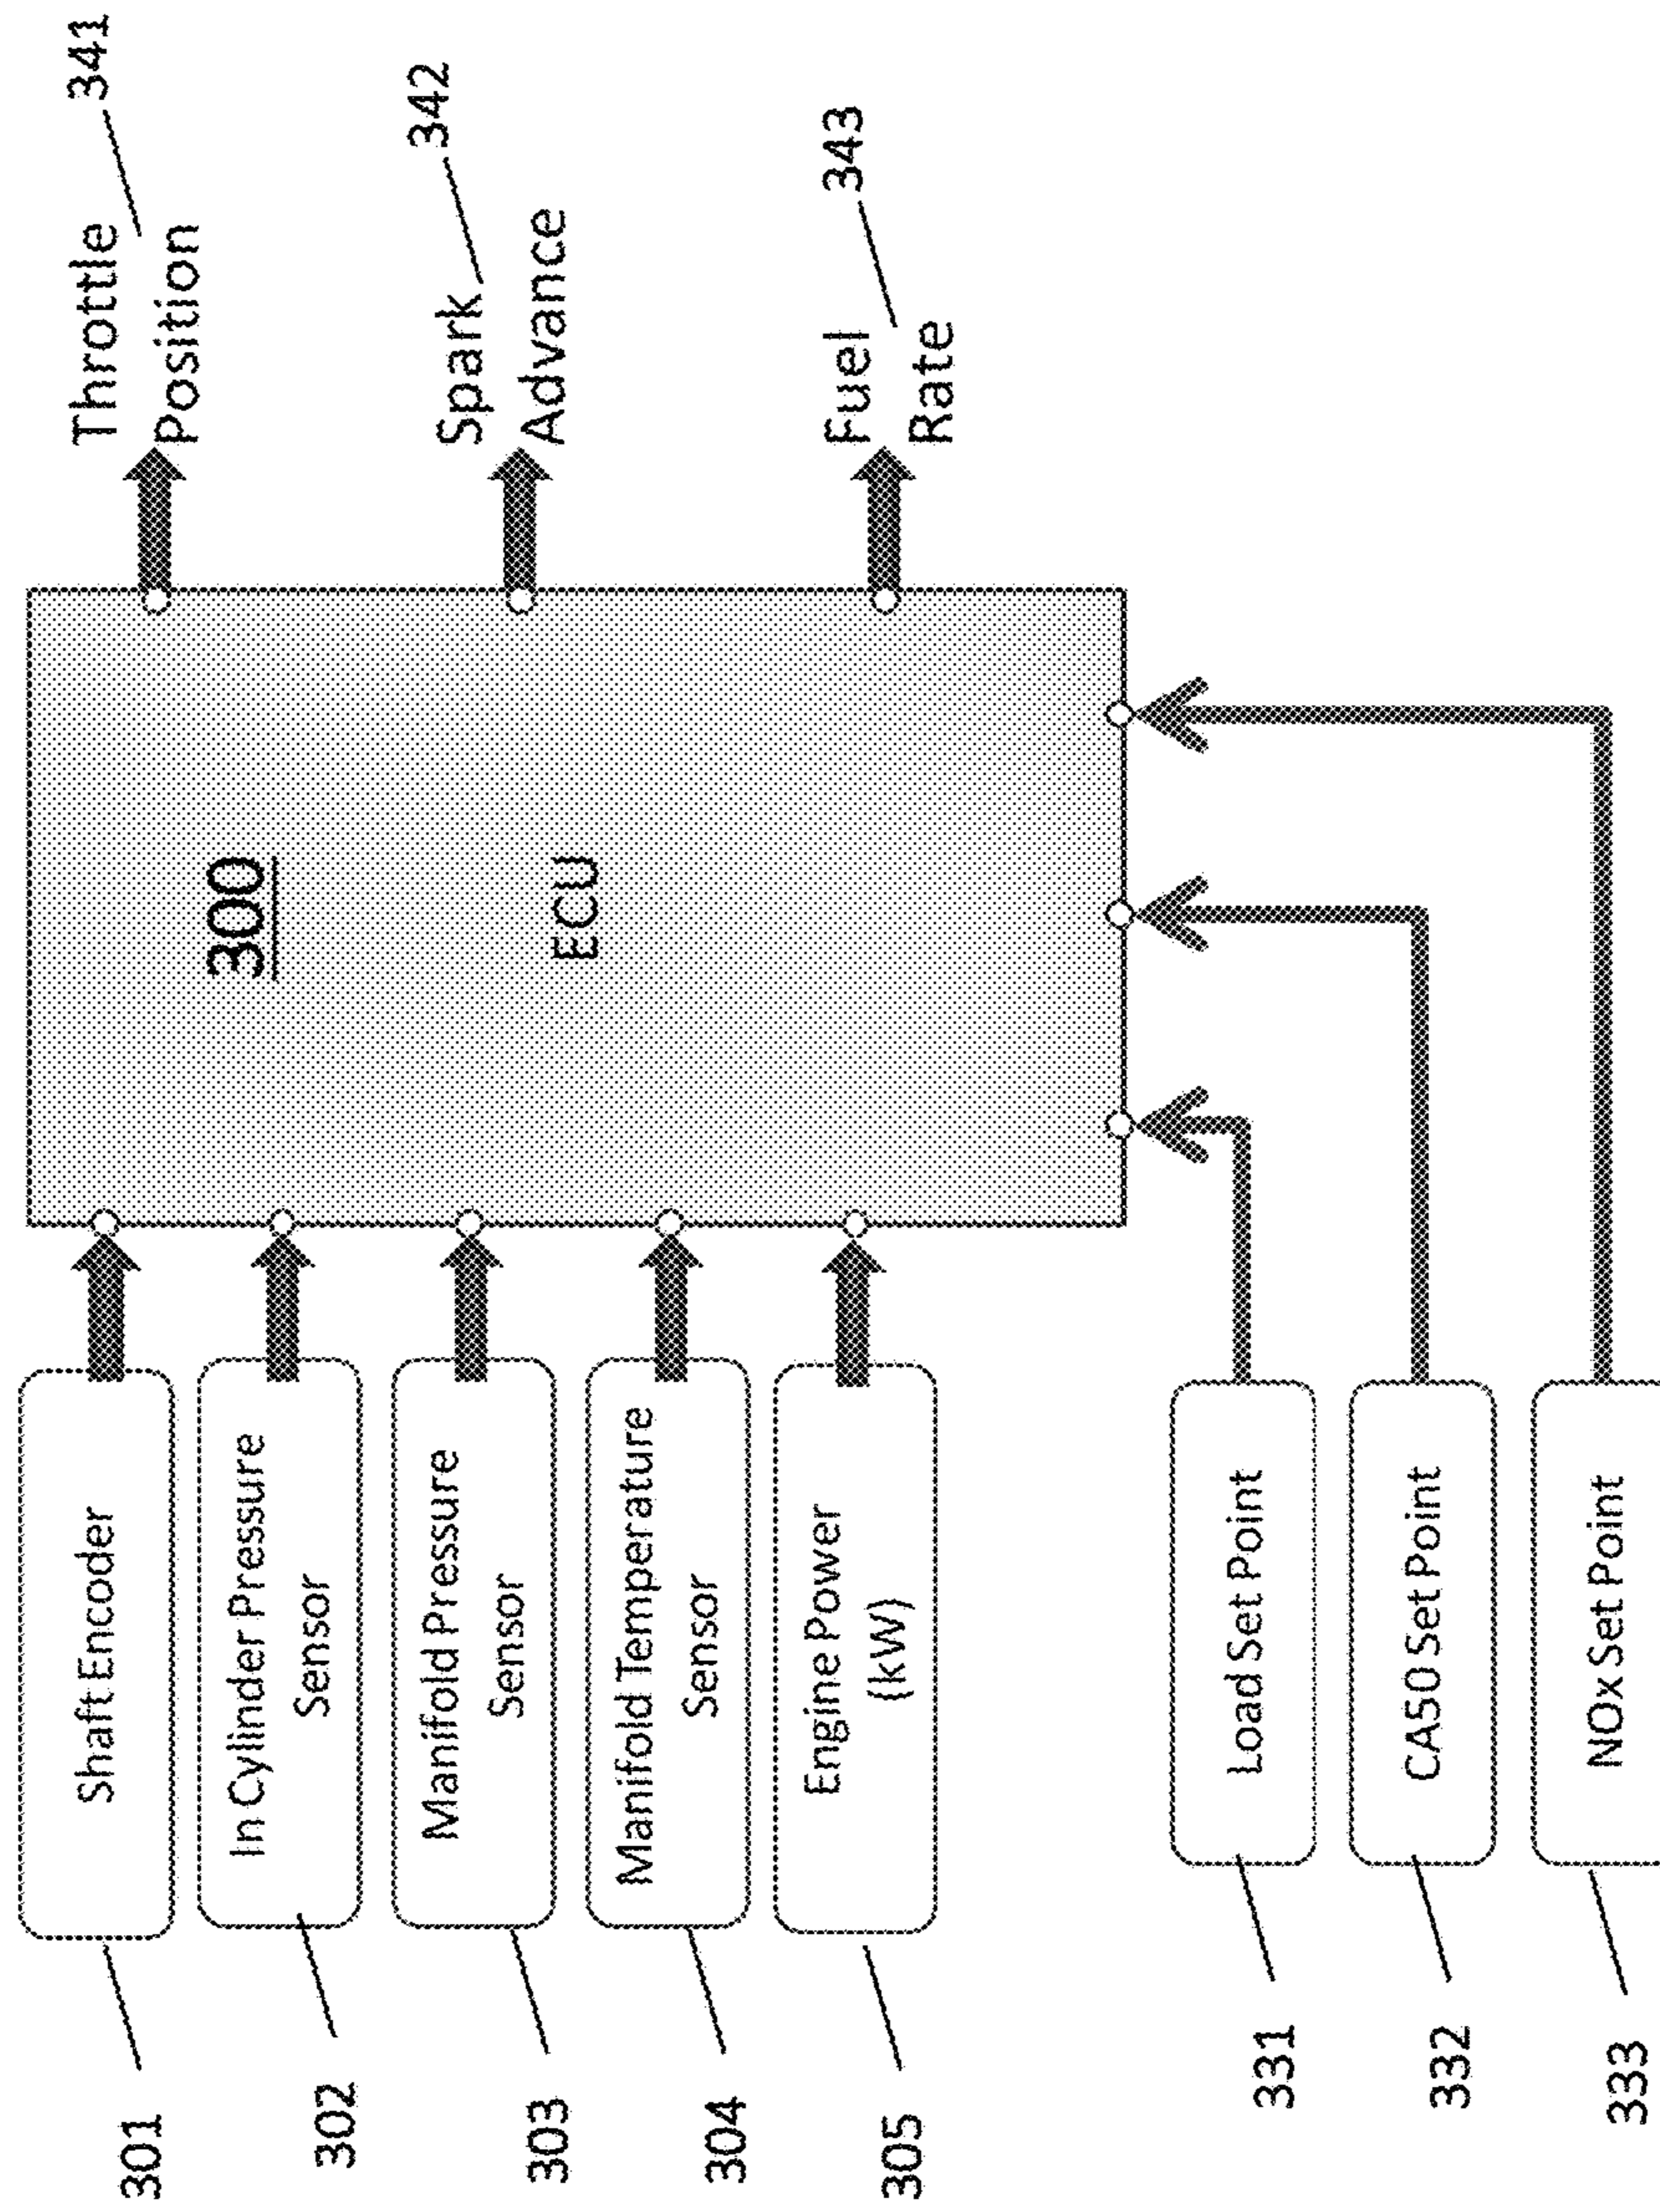 301
Shaft Encoder
302
In Cylinder Pressure
Sensor
303
Manifold Pressure
Sensor
304
Manifold Temperature
Sensor
305
Engine Power
(kW)
331
Load Set Point
332
CA50 Set Point
333
NOx Set Point
300
ECU
Throttle
Position
341
Spark
Advance
342
Fuel
Rate
343